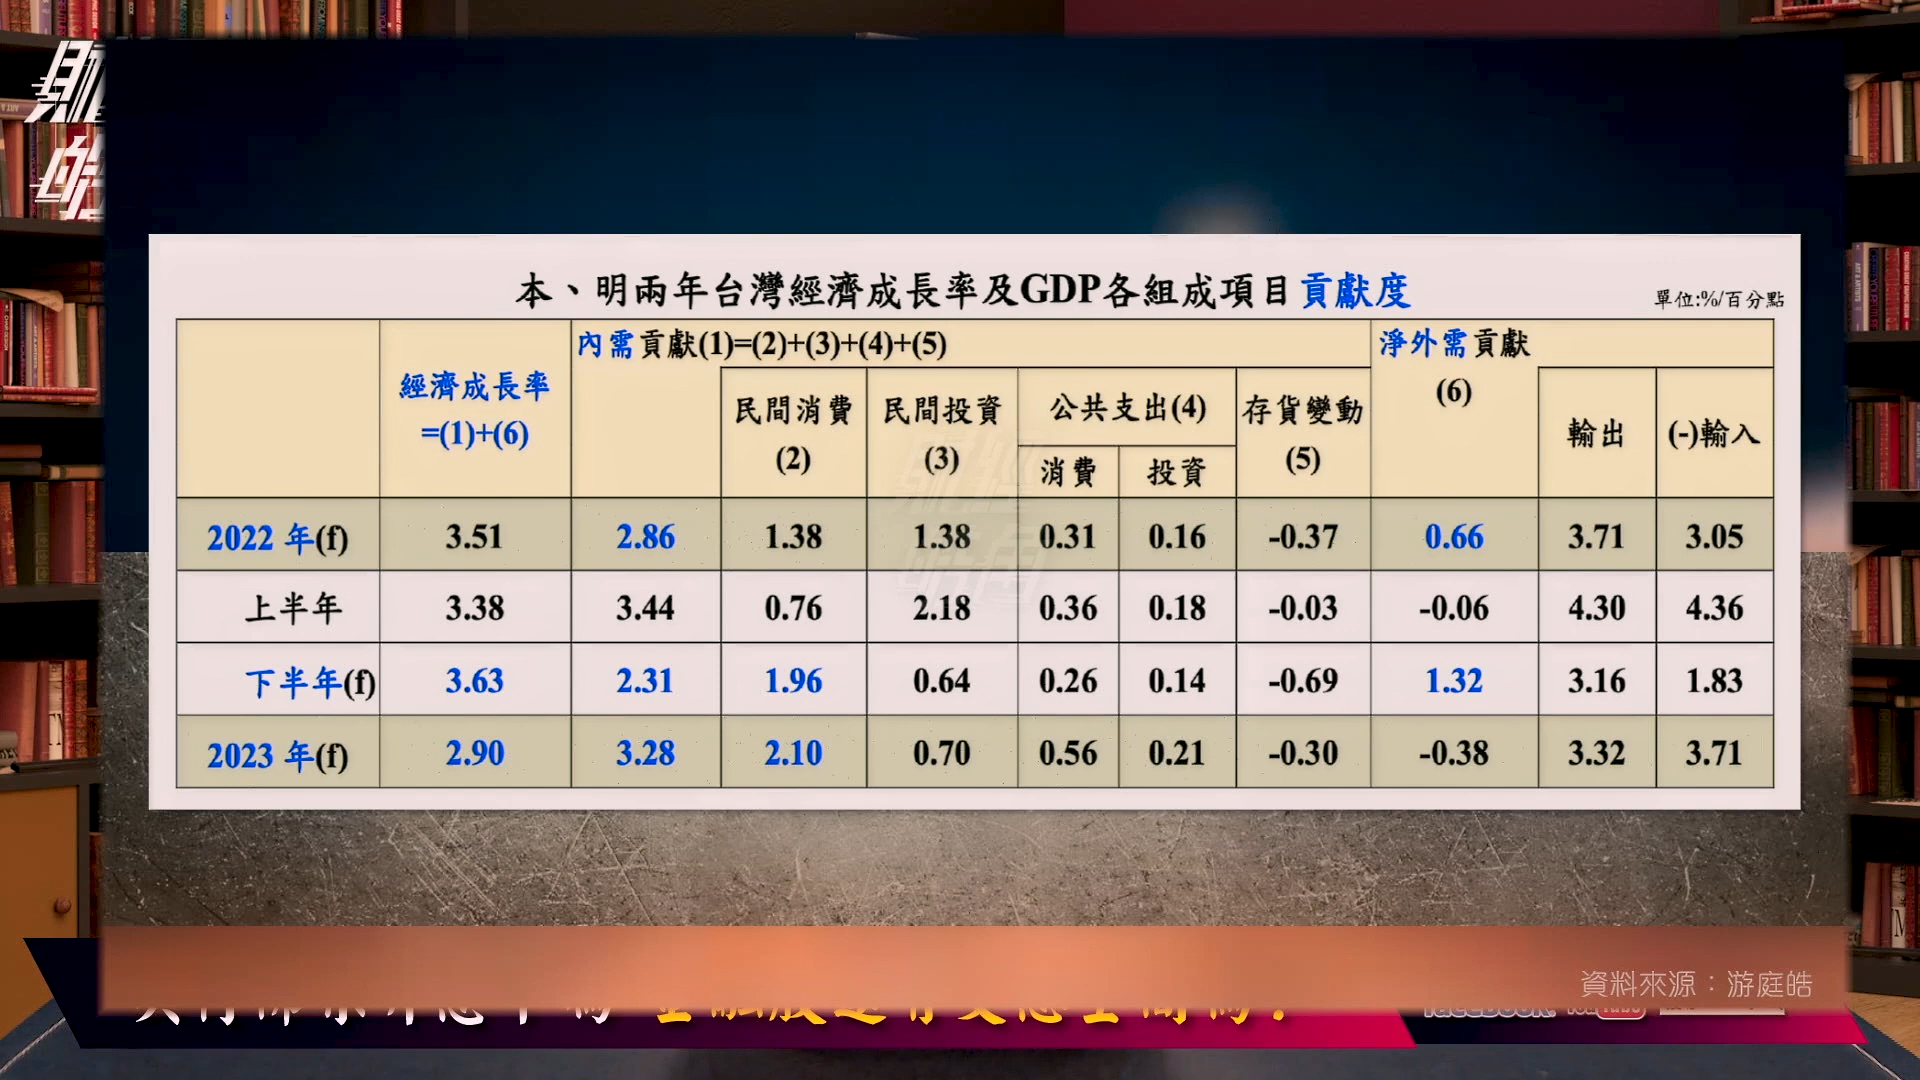 本、明兩年台灣經濟成長率及GDP各組成項目貢獻度
單位:%/百分點
經濟成長率 =(1)+(6)
內需貢獻(1)=(2)+(3)+(4)+(5)
淨外需貢獻 (6)
民間消費 (2)
民間投資 (3)
公共支出(4)
消費 投資
存貨變動 (5)
輸出
(-)輸入
2022 年(f) 3.51 2.86 1.38 1.38 0.31 0.16 -0.37 0.66 3.71 3.05
上半年 3.38 3.44 0.76 2.18 0.36 0.18 -0.03 -0.06 4.30 4.36
下半年(f) 3.63 2.31 1.96 0.64 0.26 0.14 -0.69 1.32 3.16 1.83
2023 年(f) 2.90 3.28 2.10 0.70 0.56 0.21 -0.30 -0.38 3.32 3.71
資料來源：游庭皓